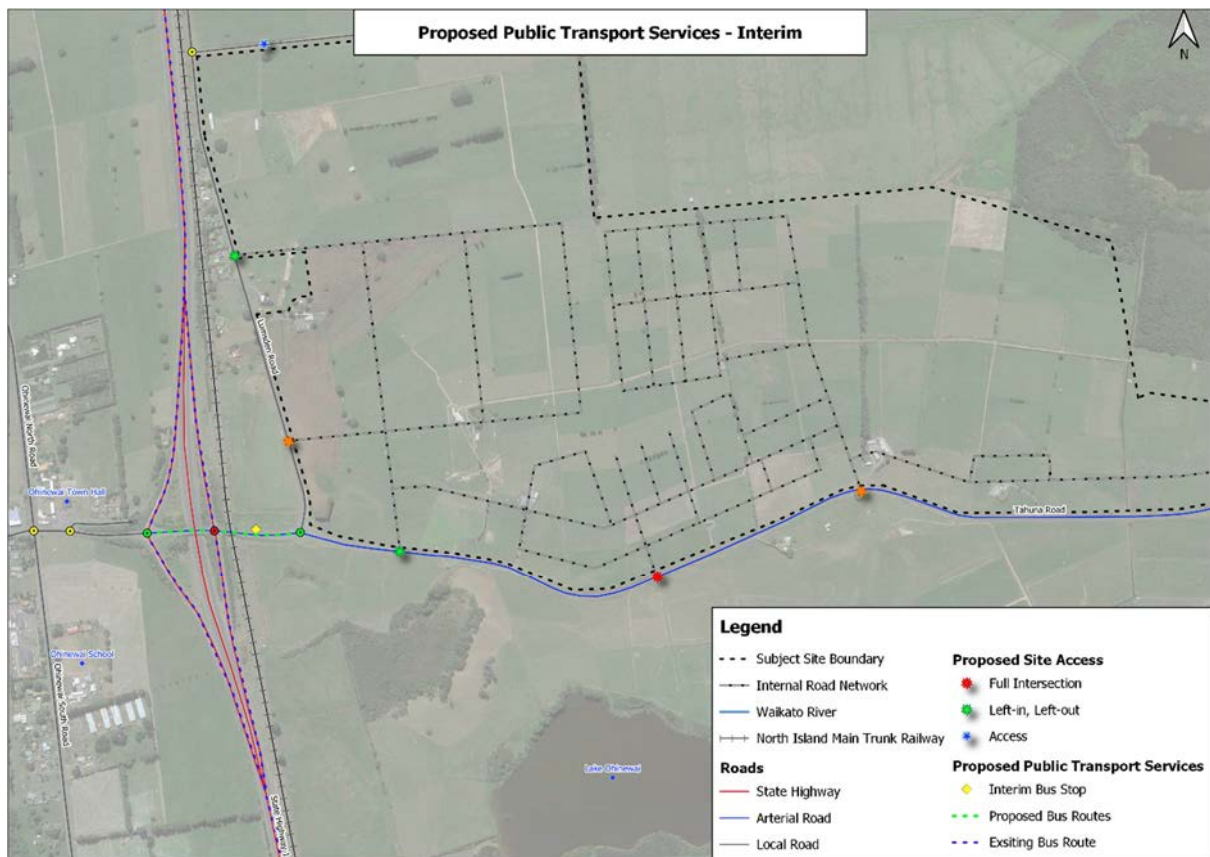 Proposed Public Transport Services - Interim
N
Lumsden Road
Ohinewai North Road
Ohinewai Town Hall
Tahuna Road
Ohinewai School
Ohinewai South Road
Lake Ohinewai
State Highway 1
Legend
Subject Site Boundary
Internal Road Network
Waikato River
North Island Main Trunk Railway
Roads
State Highway
Arterial Road
Local Road
Proposed Site Access
Full Intersection
Left-in, Left-out
Access
Proposed Public Transport Services
Interim Bus Stop
Proposed Bus Routes
Exsiting Bus Route